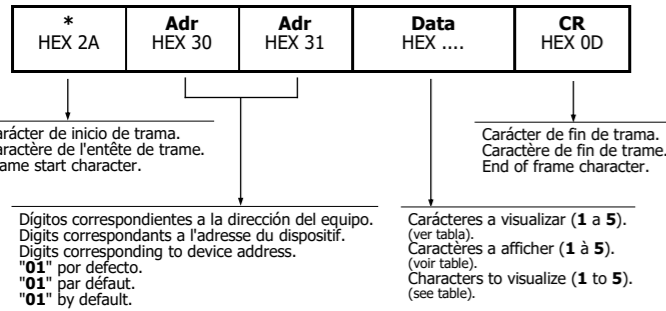 * Adr Adr Data CR
HEX 2A HEX 30 HEX 31 HEX .... HEX 0D
arácter de inicio de trama.
aractère de l'entête de trame.
ame start character.
Carácter de fin de trama.
Caractère de fin de trame.
End of frame character.
Dígitos correspondientes a la dirección del equipo.
Digits correspondants a l'adresse du dispositif.
Digits corresponding to device address.
"01" por defecto.
"01" par défaut.
"01" by default.
Carácteres a visualizar (1 a 5).
(ver tabla).
Caractères a afficher (1 à 5).
(voir table).
Characters to visualize (1 to 5).
(see table).